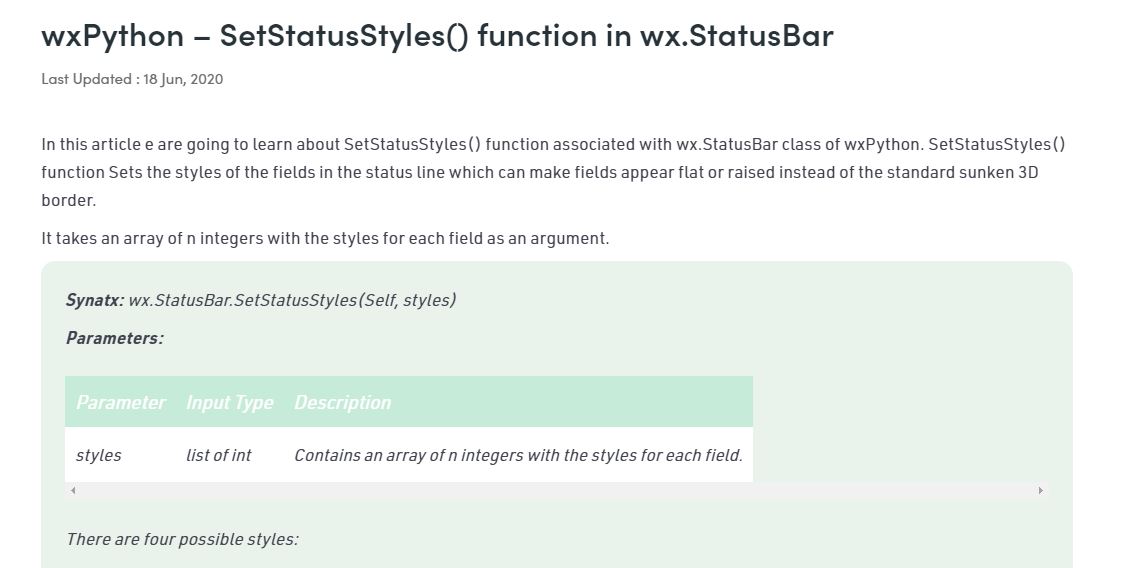 wxPython – SetStatusStyles() function in wx.StatusBar
Last Updated : 18 Jun, 2020
In this article e are going to learn about SetStatusStyles() function associated with wx.StatusBar class of wxPython. SetStatusStyles()
function Sets the styles of the fields in the status line which can make fields appear flat or raised instead of the standard sunken 3D
border.
It takes an array of n integers with the styles for each field as an argument.
Synatx: wx.StatusBar.SetStatusStyles(Self, styles)
Parameters:
Parameter Input Type Description
styles list of int Contains an array of n integers with the styles for each field.
There are four possible styles: